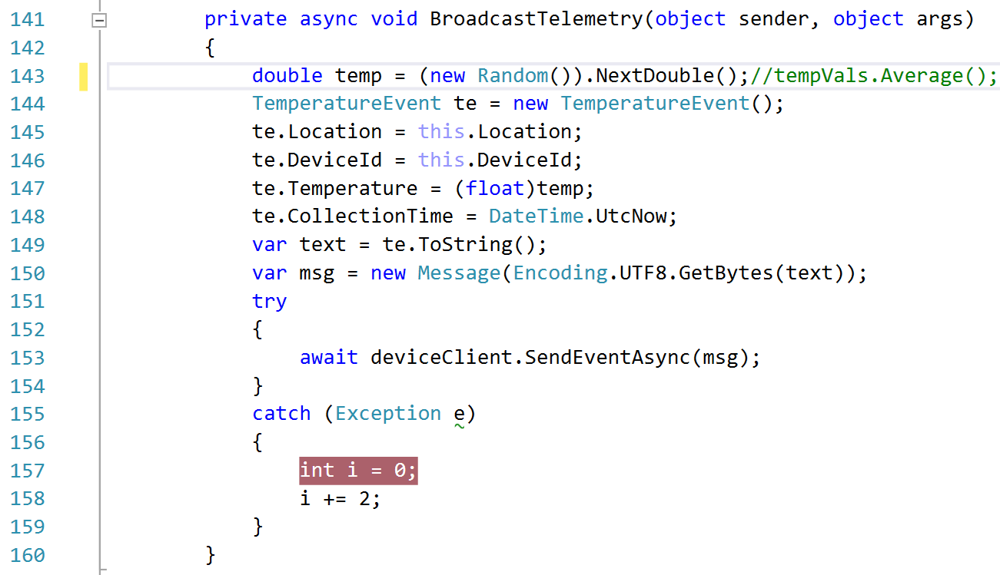 141 private async void BroadcastTelemetry(object sender, object args)
142 {
143 double temp = (new Random()).NextDouble();//tempVals.Average();
144 TemperatureEvent te = new TemperatureEvent();
145 te.Location = this.Location;
146 te.DeviceId = this.DeviceId;
147 te.Temperature = (float)temp;
148 te.CollectionTime = DateTime.UtcNow;
149 var text = te.ToString();
150 var msg = new Message(Encoding.UTF8.GetBytes(text));
151 try
152 {
153 await deviceClient.SendEventAsync(msg);
154 }
155 catch (Exception e)
156 {
157 int i = 0;
158 i += 2;
159 }
160 }